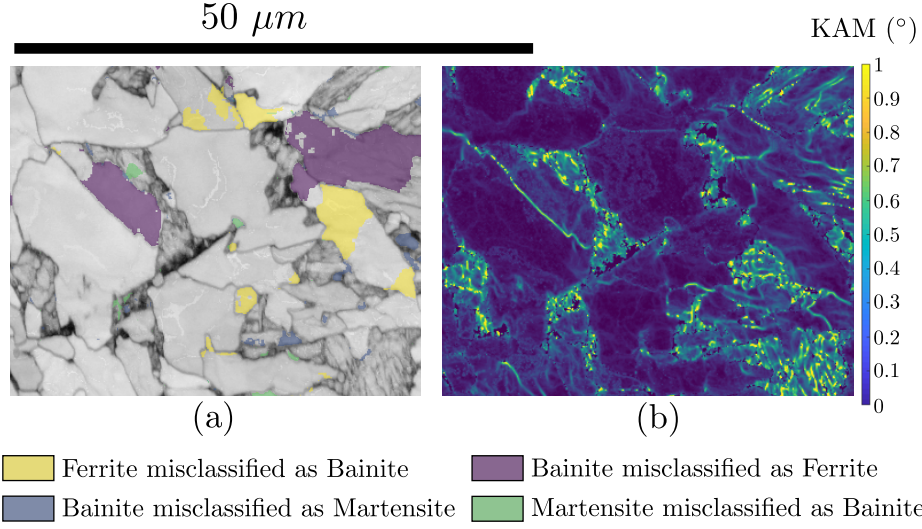 50 μm
KAM (°)
1
0.9
0.8
0.7
0.6
0.5
0.4
0.3
0.2
0.1
0
(a)
(b)
Ferrite misclassified as Bainite
Bainite misclassified as Ferrite
Bainite misclassified as Martensite
Martensite misclassified as Bainite